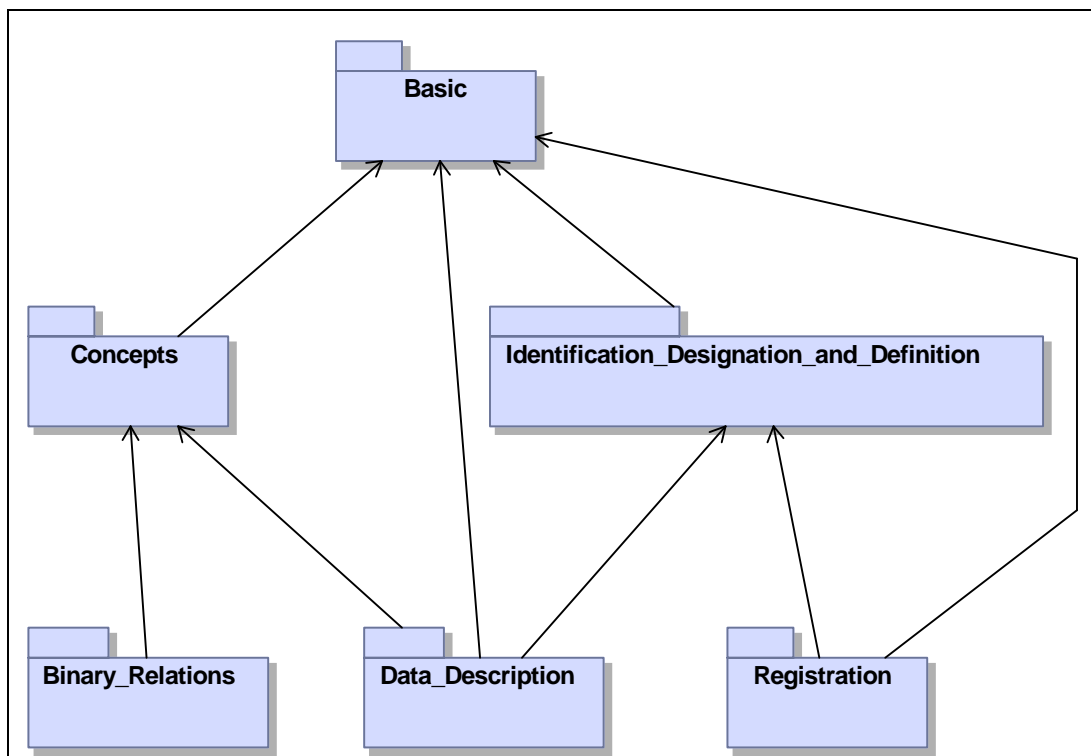 Basic
Concepts
Identification_Designation_and_Definition
Binary_Relations
Data_Description
Registration